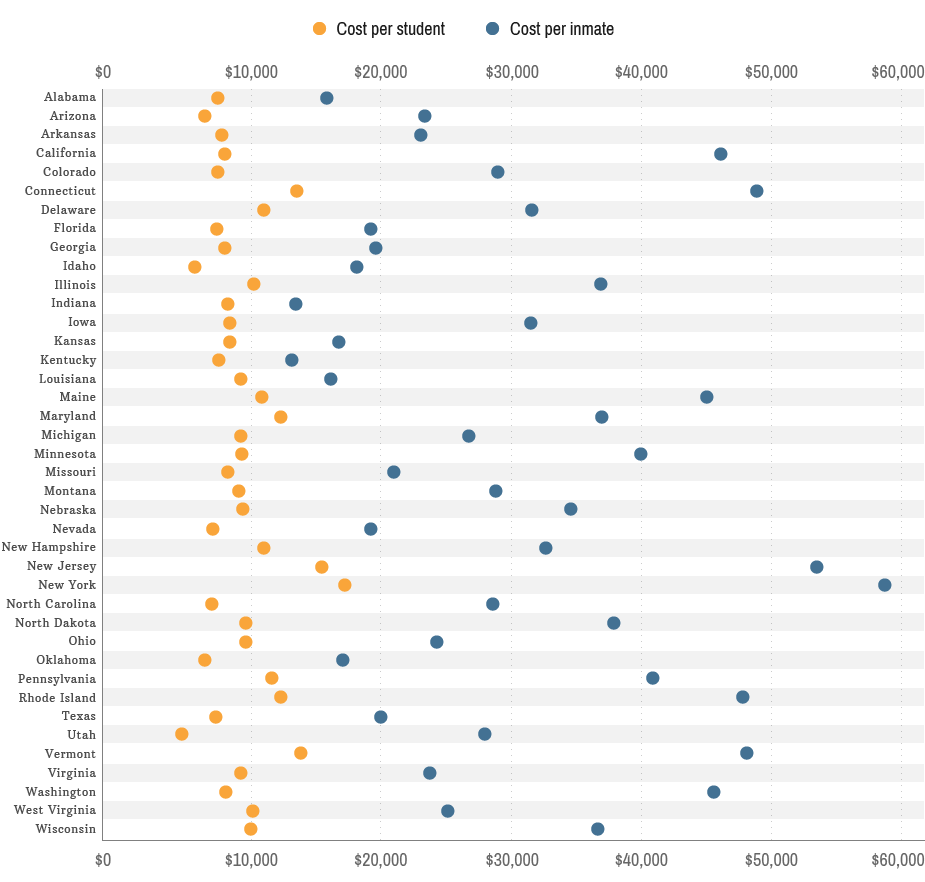 Cost per student Cost per inmate
$0 $10,000 $20,000 $30,000 $40,000 $50,000 $60,000
Alabama
Arizona
Arkansas
California
Colorado
Connecticut
Delaware
Florida
Georgia
Idaho
Illinois
Indiana
Iowa
Kansas
Kentucky
Louisiana
Maine
Maryland
Michigan
Minnesota
Missouri
Montana
Nebraska
Nevada
New Hampshire
New Jersey
New York
North Carolina
North Dakota
Ohio
Oklahoma
Pennsylvania
Rhode Island
Texas
Utah
Vermont
Virginia
Washington
West Virginia
Wisconsin
$0 $10,000 $20,000 $30,000 $40,000 $50,000 $60,000